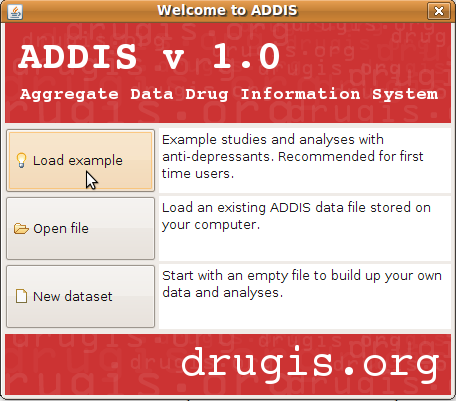 Welcome to ADDIS
ADDIS v 1.0
Aggregate Data Drug Information System
Load example
Example studies and analyses with
anti-depressants. Recommended for first
time users.
Open file
Load an existing ADDIS data file stored on
your computer.
New dataset
Start with an empty file to build up your own
data and analyses.
drugis.org